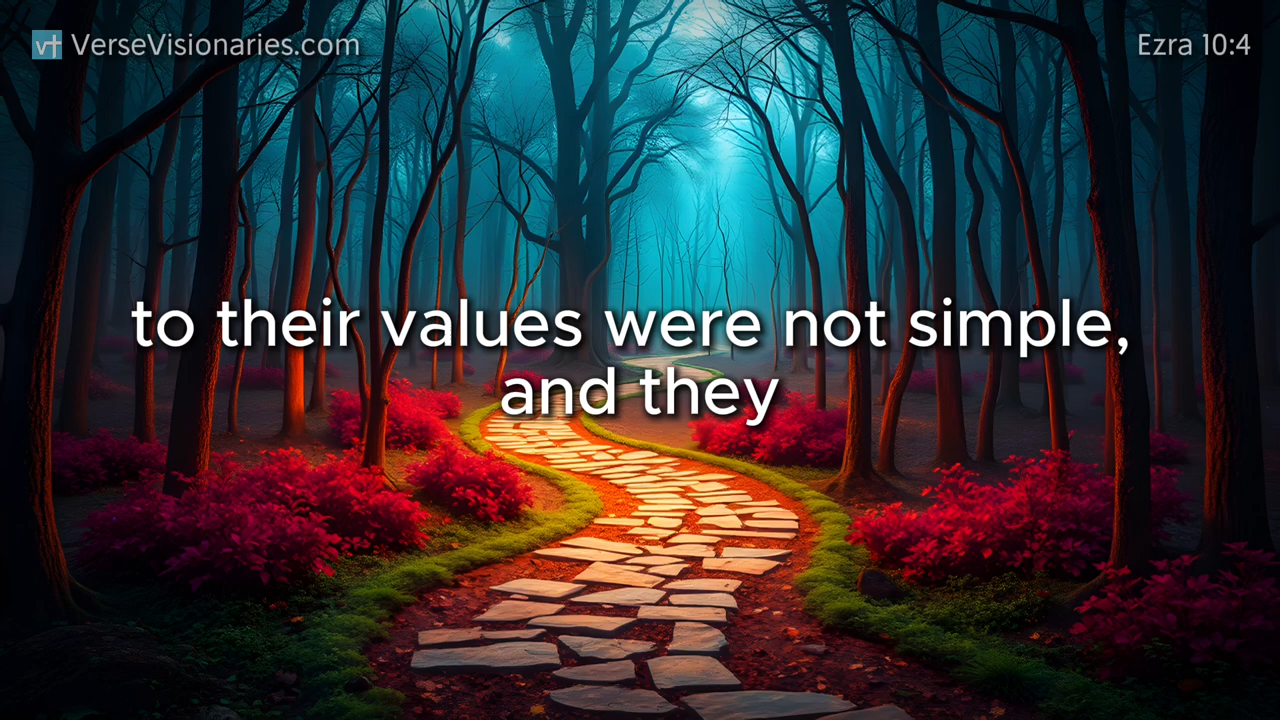 VerseVisionaries.com
Ezra 10:4
to their values were not simple,
and they